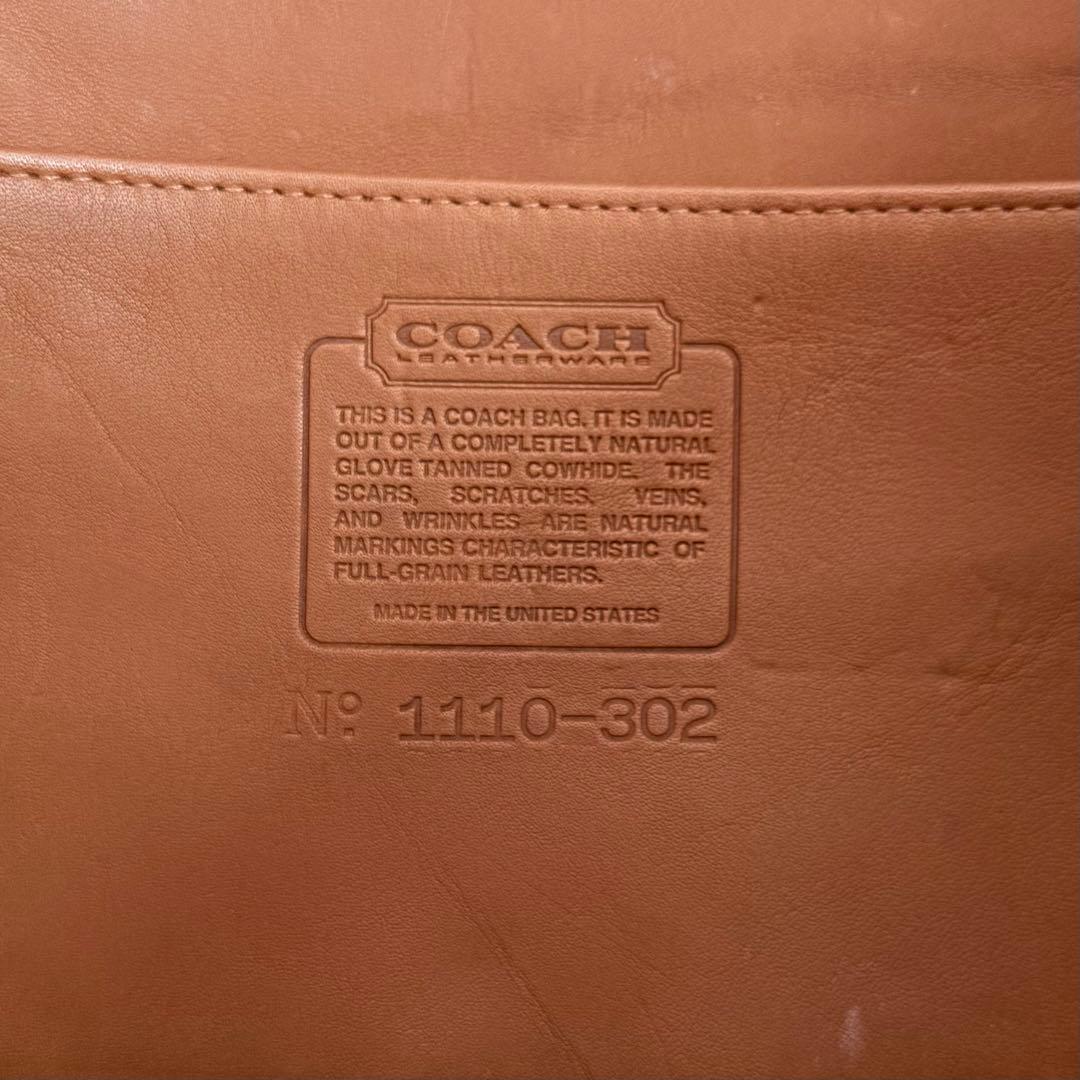 COACH
LEATHERWARE
THIS IS A COACH BAG. IT IS MADE
OUT OF A COMPLETELY NATURAL
GLOVE TANNED COWHIDE. THE
SCARS, SCRATCHES, VEINS,
AND WRINKLES ARE NATURAL
MARKINGS CHARACTERISTIC OF
FULL-GRAIN LEATHERS.
MADE IN THE UNITED STATES
Nº 1110-302